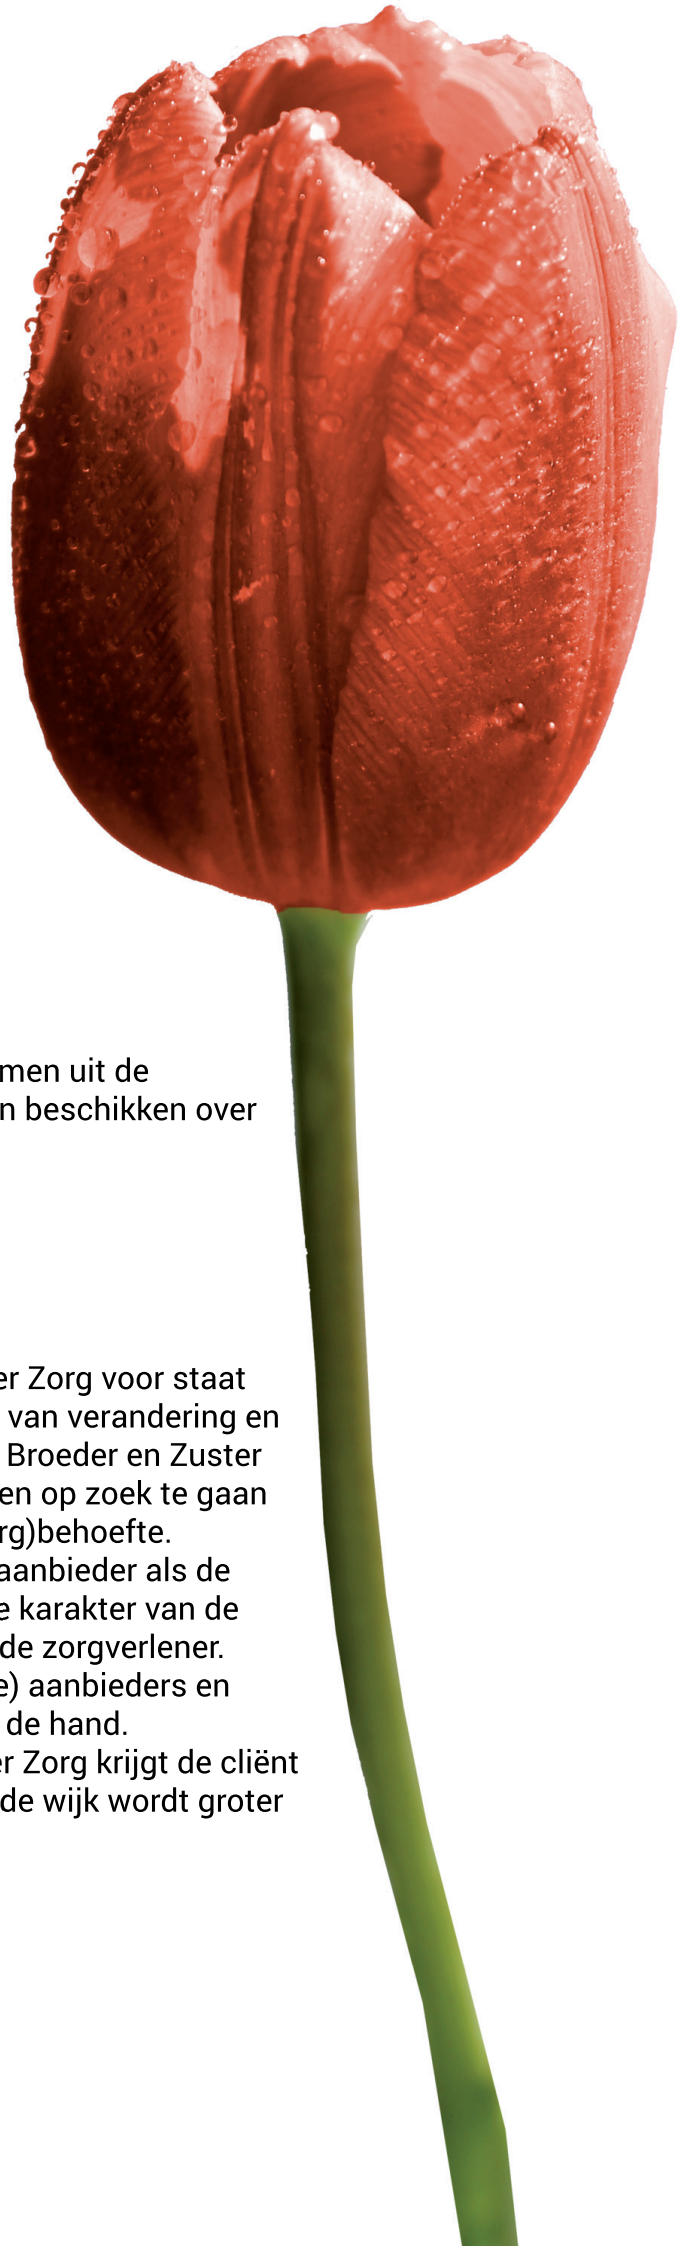 men uit de
n beschikken over
er Zorg voor staat
van verandering en
Broeder en Zuster
en op zoek te gaan
rg)behoefte.
aanbieder als de
e karakter van de
de zorgverlener.
e) aanbieders en
de hand.
er Zorg krijgt de cliënt
de wijk wordt groter